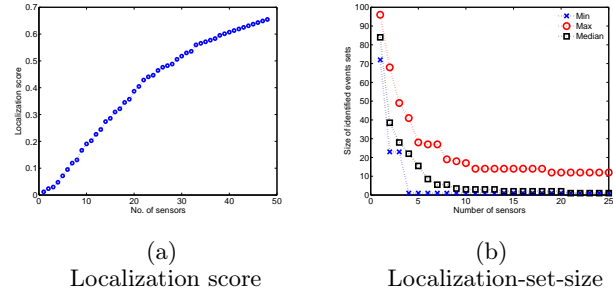 0.7
0.6
0.5
0.4
0.3
0.2
0.1
0
0 10 20 30 40 50
No. of sensors
Localization score
100
90
80
70
60
50
40
30
20
10
0
0 5 10 15 20 25
Number of sensors
Size of identified events sets
Min
Max
Median
(a)
Localization score
(b)
Localization-set-size